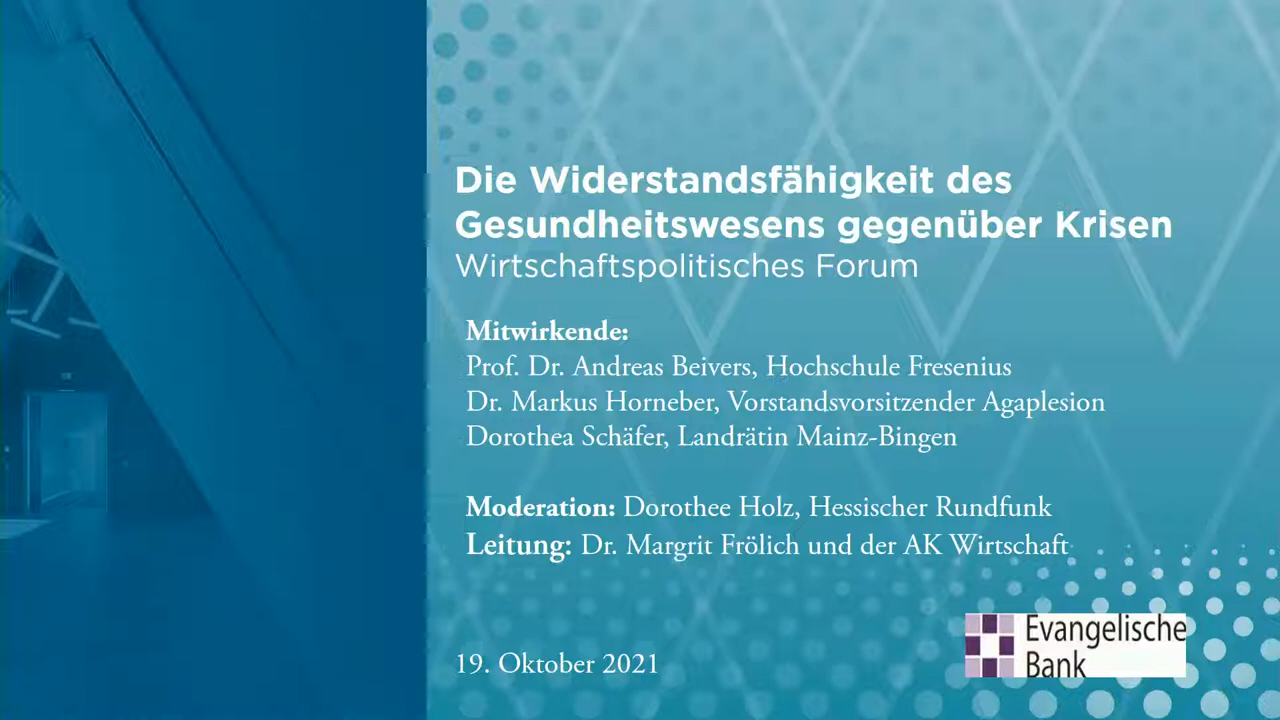 Die Widerstandsfähigkeit des
Gesundheitswesens gegenüber Krisen
Wirtschaftspolitisches Forum
Mitwirkende:
Prof. Dr. Andreas Beivers, Hochschule Fresenius
Dr. Markus Horneber, Vorstandsvorsitzender Agaplesion
Dorothea Schäfer, Landrätin Mainz-Bingen
Moderation: Dorothee Holz, Hessischer Rundfunk
Leitung: Dr. Margrit Frölich und der AK Wirtschaft
19. Oktober 2021
Evangelische
Bank